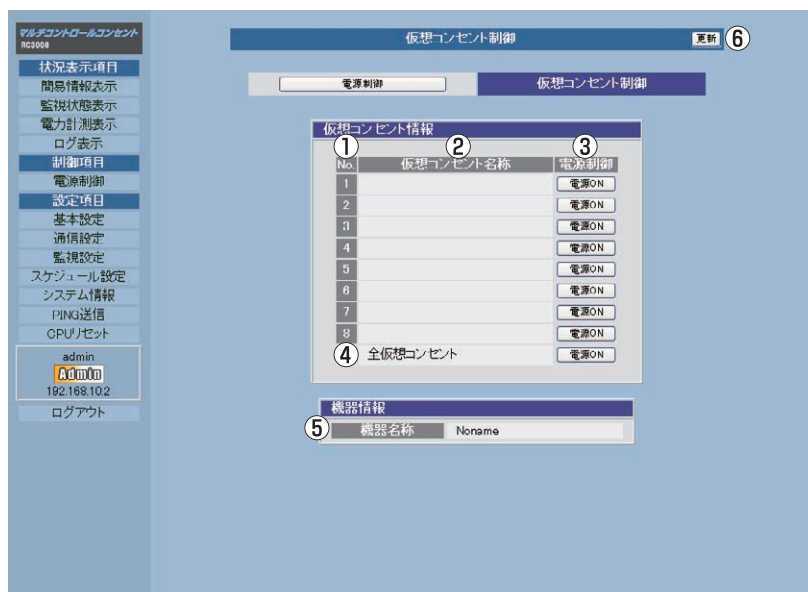 マルチコントロールコンセント
RC3008
状況表示項目
簡易情報表示
監視状態表示
電力計測表示
ログ表示
制御項目
電源制御
設定項目
基本設定
通信設定
監視設定
スケジュール設定
システム情報
PING送信
CPUリセット
admin
Admin
192.168.10.2
ログアウト
仮想コンセント制御 更新 ⑥
電源制御 仮想コンセント制御
仮想コンセント情報
① ② ③
No. 仮想コンセント名称 電源制御
1 電源ON
2 電源ON
3 電源ON
4 電源ON
5 電源ON
6 電源ON
7 電源ON
8 電源ON
④ 全仮想コンセント 電源ON
機器情報
⑤ 機器名称 Noname